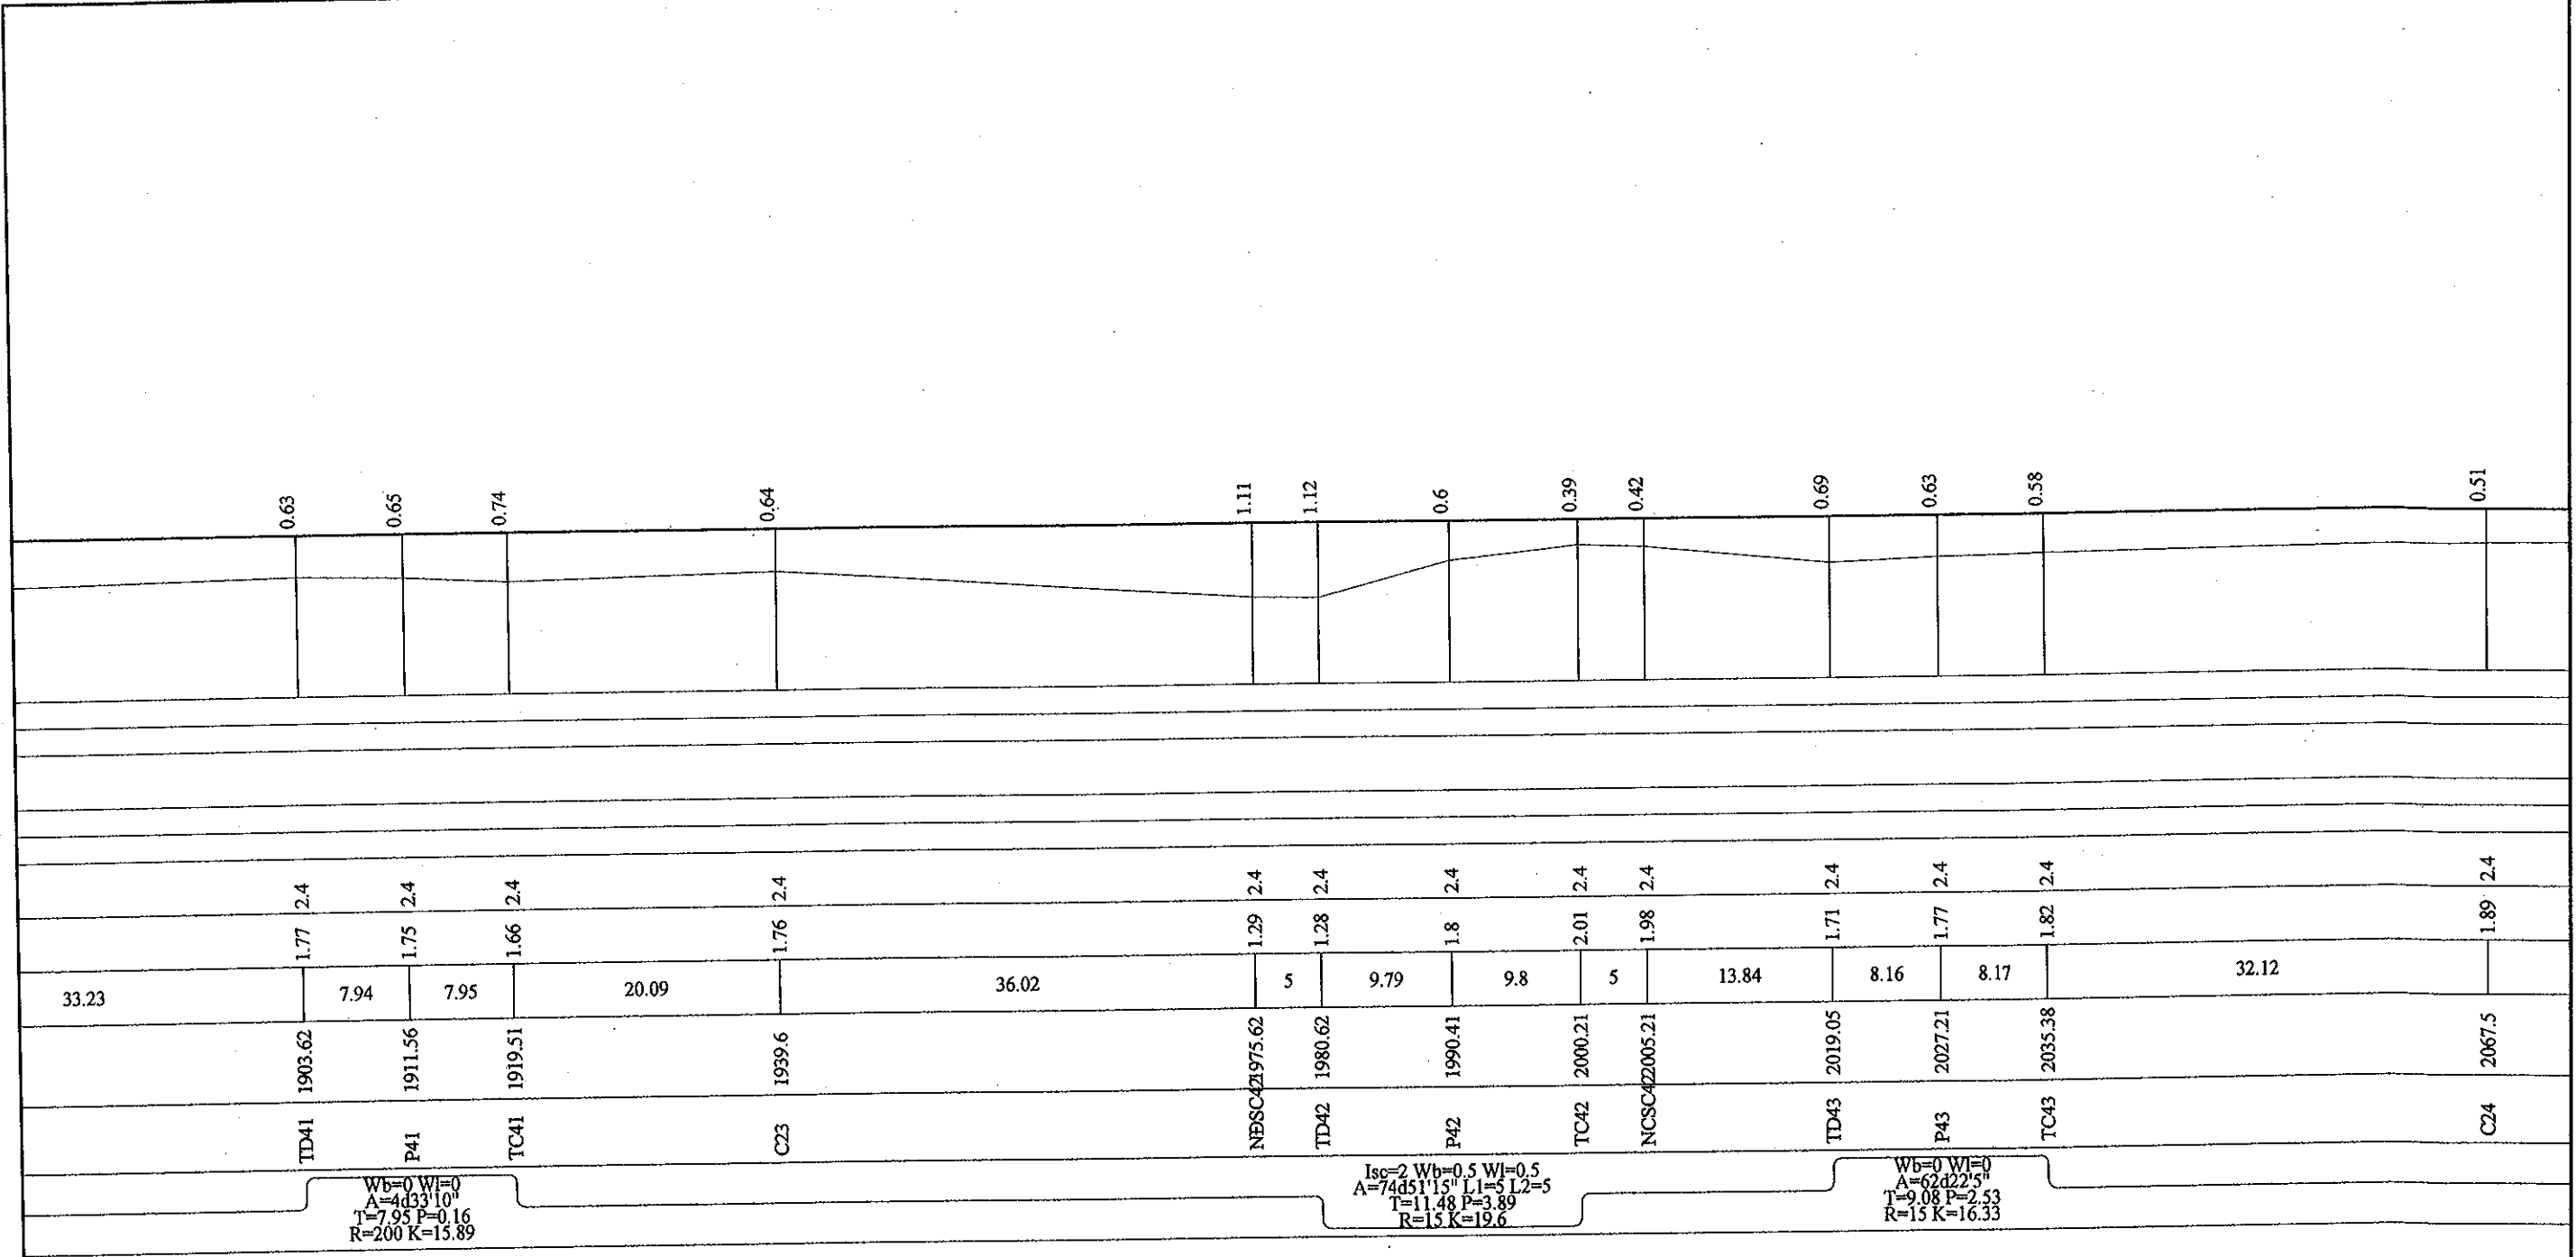 0.63 0.65 0.74 0.64 1.11 1.12 0.6 0.39 0.42 0.69 0.63 0.58 0.51
2.4 2.4 2.4 2.4 2.4 2.4 2.4 2.4 2.4 2.4 2.4 2.4 2.4
1.77 1.75 1.66 1.76 1.29 1.28 1.8 2.01 1.98 1.71 1.77 1.82 1.89
33.23 7.94 7.95 20.09 36.02 5 9.79 9.8 5 13.84 8.16 8.17 32.12
1903.62 1911.56 1919.51 1939.6 1975.62 1980.62 1990.41 2000.21 2005.21 2019.05 2027.21 2035.38 2067.5
TD41 P41 TC41 C23 NĐSC42 TD42 P42 TC42 NCSC42 TD43 P43 TC43 C24
Wb=0 Wl=0
A=4d33'10"
T=7.95 P=0.16
R=200 K=15.89
Isc=2 Wb=0.5 Wl=0.5
A=74d51'15" L1=5 L2=5
T=11.48 P=3.89
R=15 K=19.6
Wb=0 Wl=0
A=62d22'5"
T=9.08 P=2.53
R=15 K=16.33